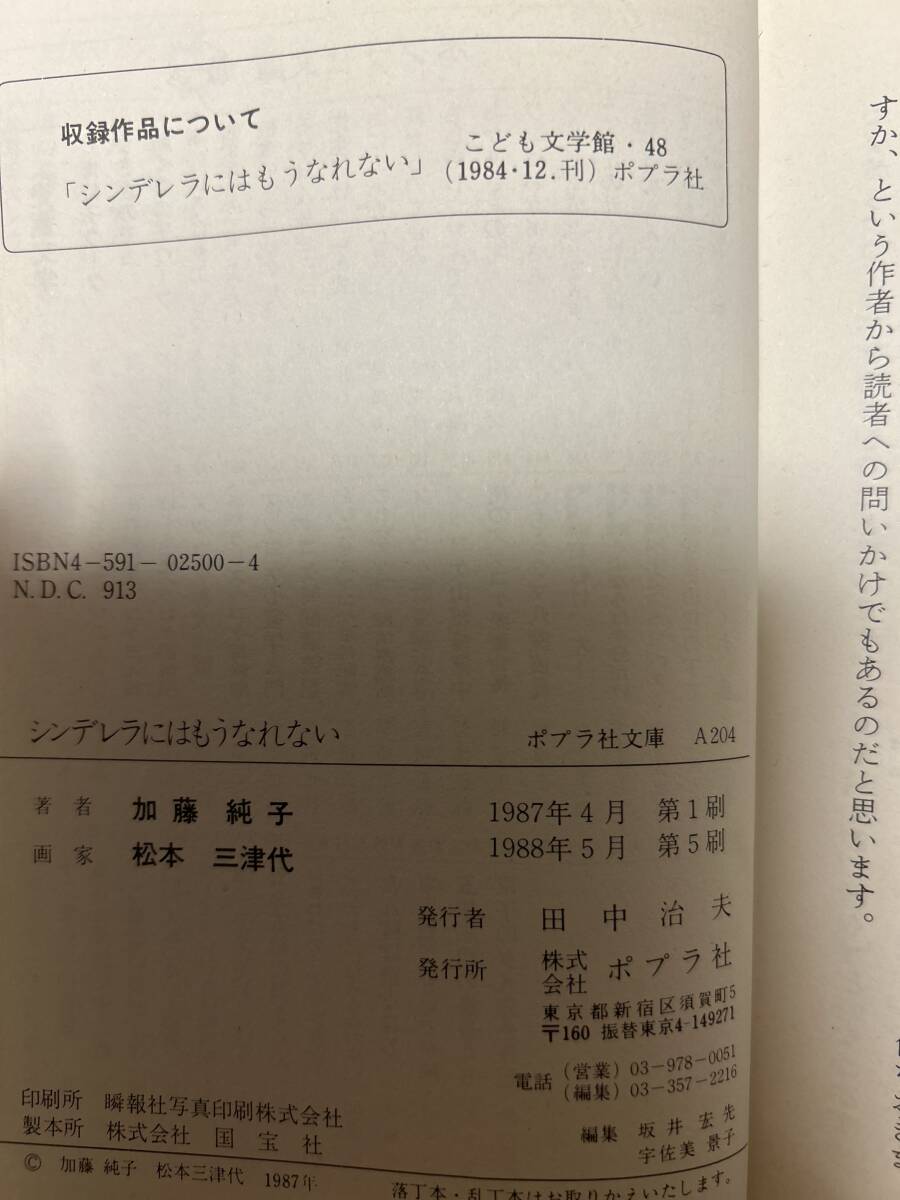 収録作品について
「シンデレラにはもうなれない」 こども文学館・48
(1984・12.刊) ポプラ社
ISBN4-591-02500-4
N.D.C. 913
シンデレラにはもうなれない ポプラ社文庫 A204
著者 加藤純子 1987年4月 第1刷
画家 松本三津代 1988年5月 第5刷
発行者 田中治夫
発行所 株式会社 ポプラ社
東京都新宿区須賀町5
〒160 振替東京4-149271
電話 (営業) 03-978-0051
(編集) 03-357-2216
印刷所 瞬報社写真印刷株式会社
製本所 株式会社 国宝社
編集 坂井宏先
宇佐美景子
© 加藤純子 松本三津代 1987年
落丁本・乱丁本はお取りかえいたします。
すか、という作者から読者への問いかけでもあるのだと思います。